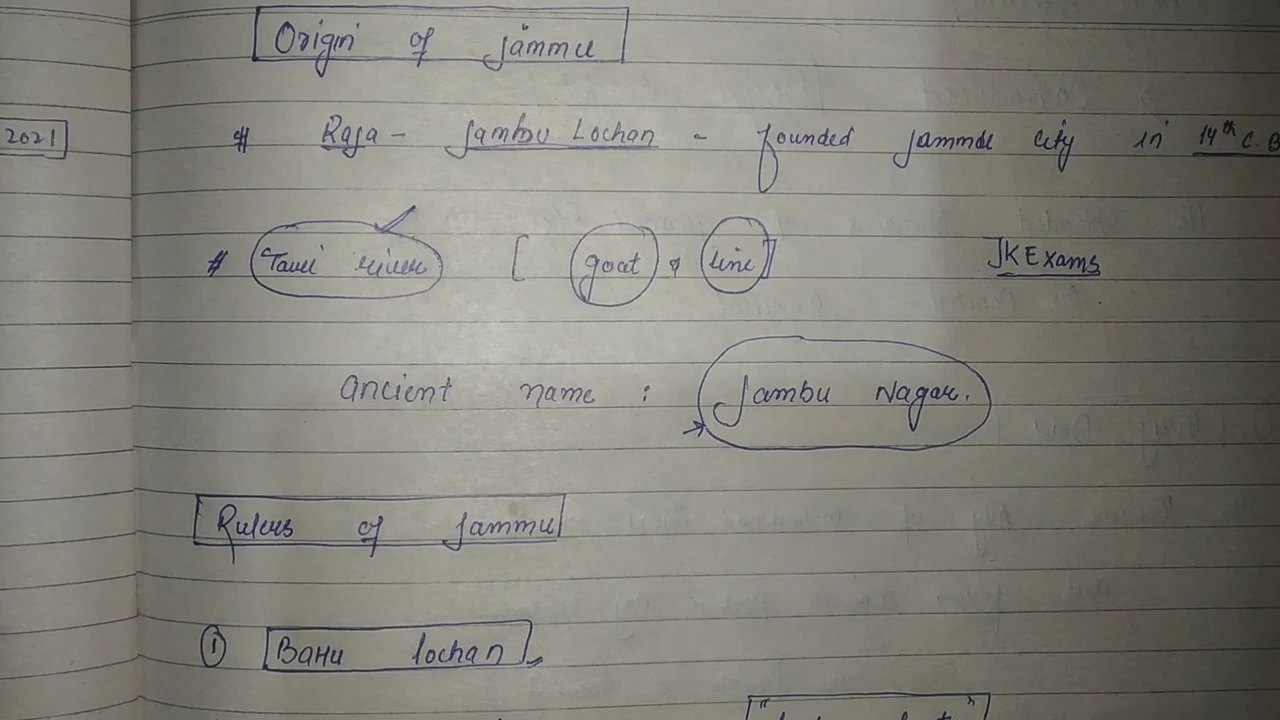 Origin of Jammu
2021
# Raja - Jambu Lochan - founded Jammu city in 14th C. B
# Tawi river [ goat & line ]
JKExams
ancient name : Jambu Nagar.
Rulers of Jammu
① BAHU lochan